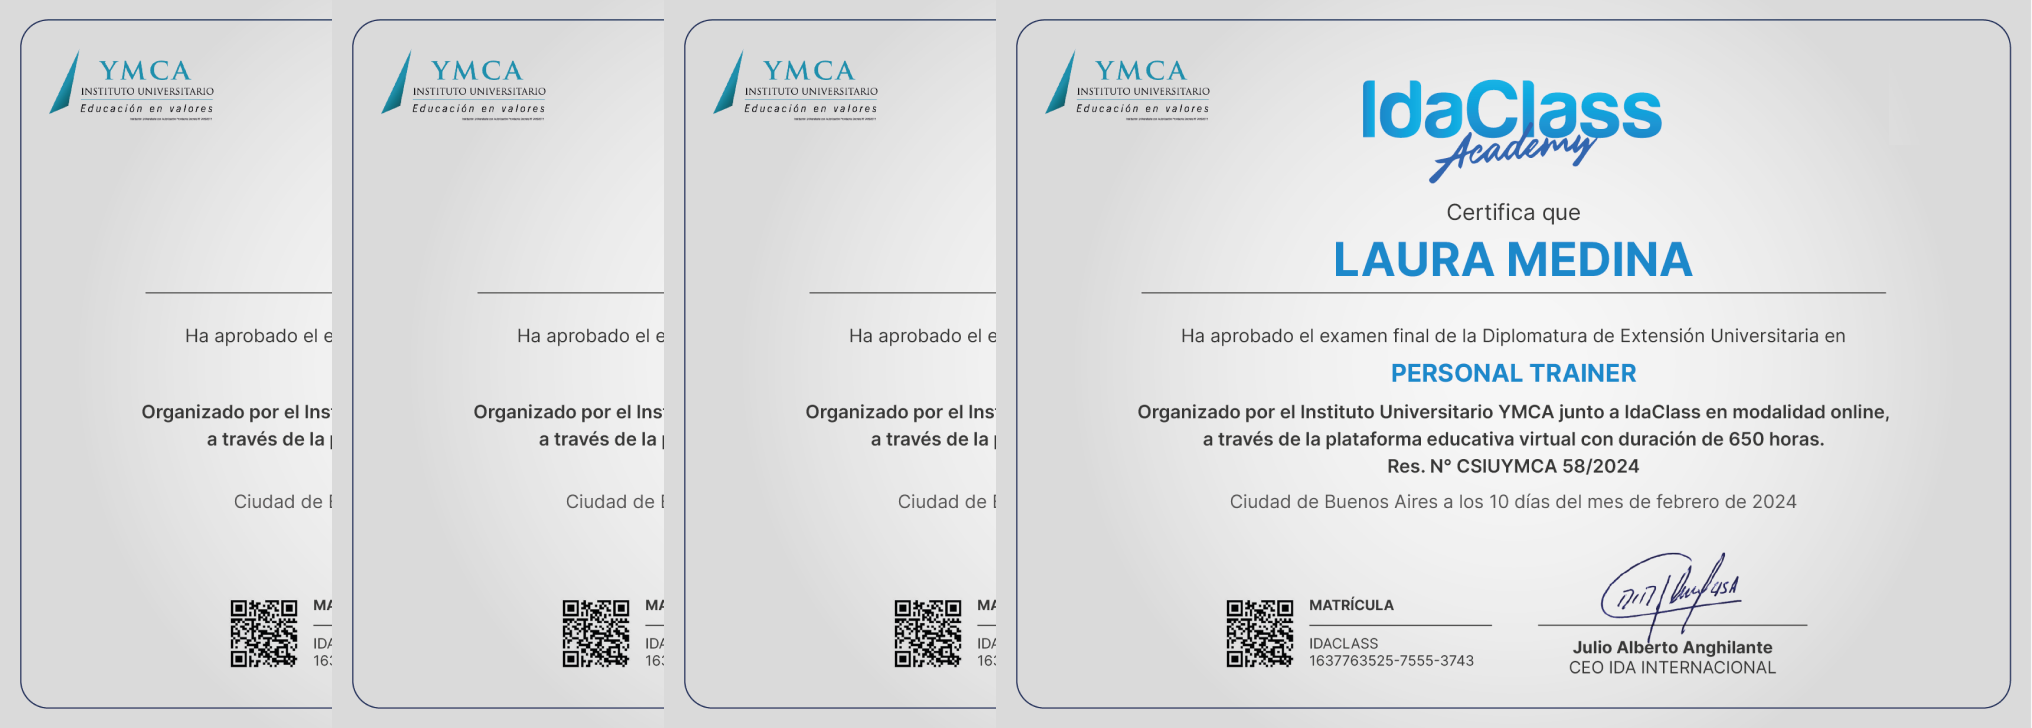 YMCA
INSTITUTO UNIVERSITARIO
Educación en valores
Ha aprobado el e
Organizado por el Ins
a través de la
Ciudad de
MA
IDA
163
YMCA
INSTITUTO UNIVERSITARIO
Educación en valores
Ha aprobado el e
Organizado por el Ins
a través de la
Ciudad de
MA
IDA
163
YMCA
INSTITUTO UNIVERSITARIO
Educación en valores
Ha aprobado el e
Organizado por el Ins
a través de la
Ciudad de
MA
IDA
163
YMCA
INSTITUTO UNIVERSITARIO
Educación en valores
IdaClass
Academy
Certifica que
LAURA MEDINA
Ha aprobado el examen final de la Diplomatura de Extensión Universitaria en
PERSONAL TRAINER
Organizado por el Instituto Universitario YMCA junto a IdaClass en modalidad online,
a través de la plataforma educativa virtual con duración de 650 horas.
Res. N° CSIUYMCA 58/2024
Ciudad de Buenos Aires a los 10 días del mes de febrero de 2024
MATRÍCULA
IDACLASS
1637763525-7555-3743
Julio Alberto Anghilante
CEO IDA INTERNACIONAL